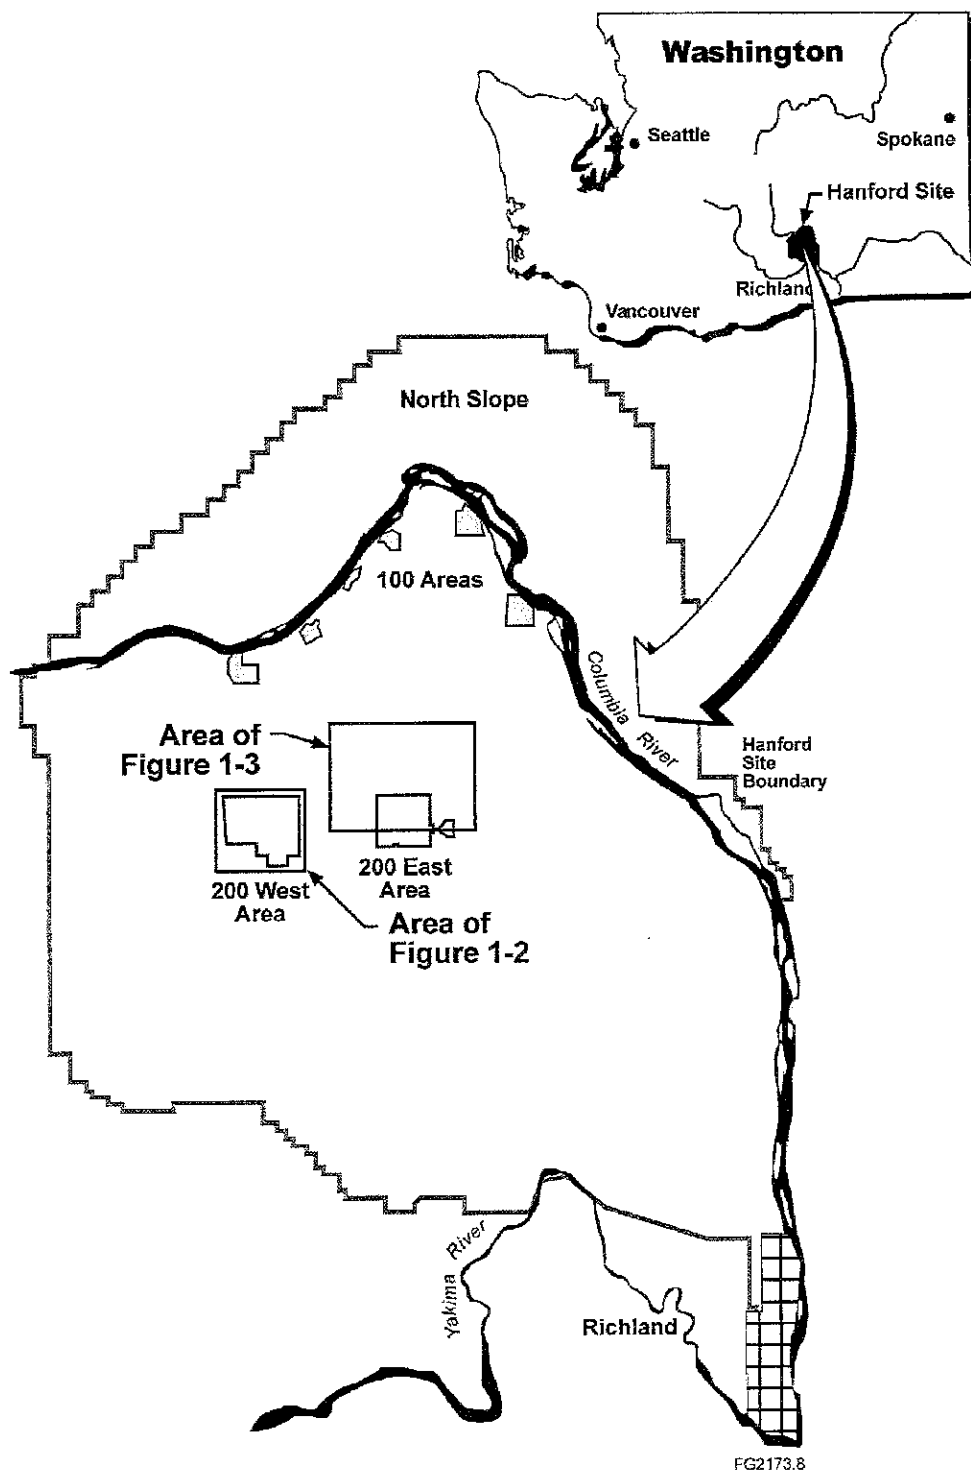 Washington
Seattle
Spokane
Hanford Site
Richland
Vancouver
North Slope
100 Areas
Columbia
River
Area of
Figure 1-3
Hanford
Site
Boundary
200 East
Area
200 West
Area
Area of
Figure 1-2
Yakima
River
Richland
FG2173.8